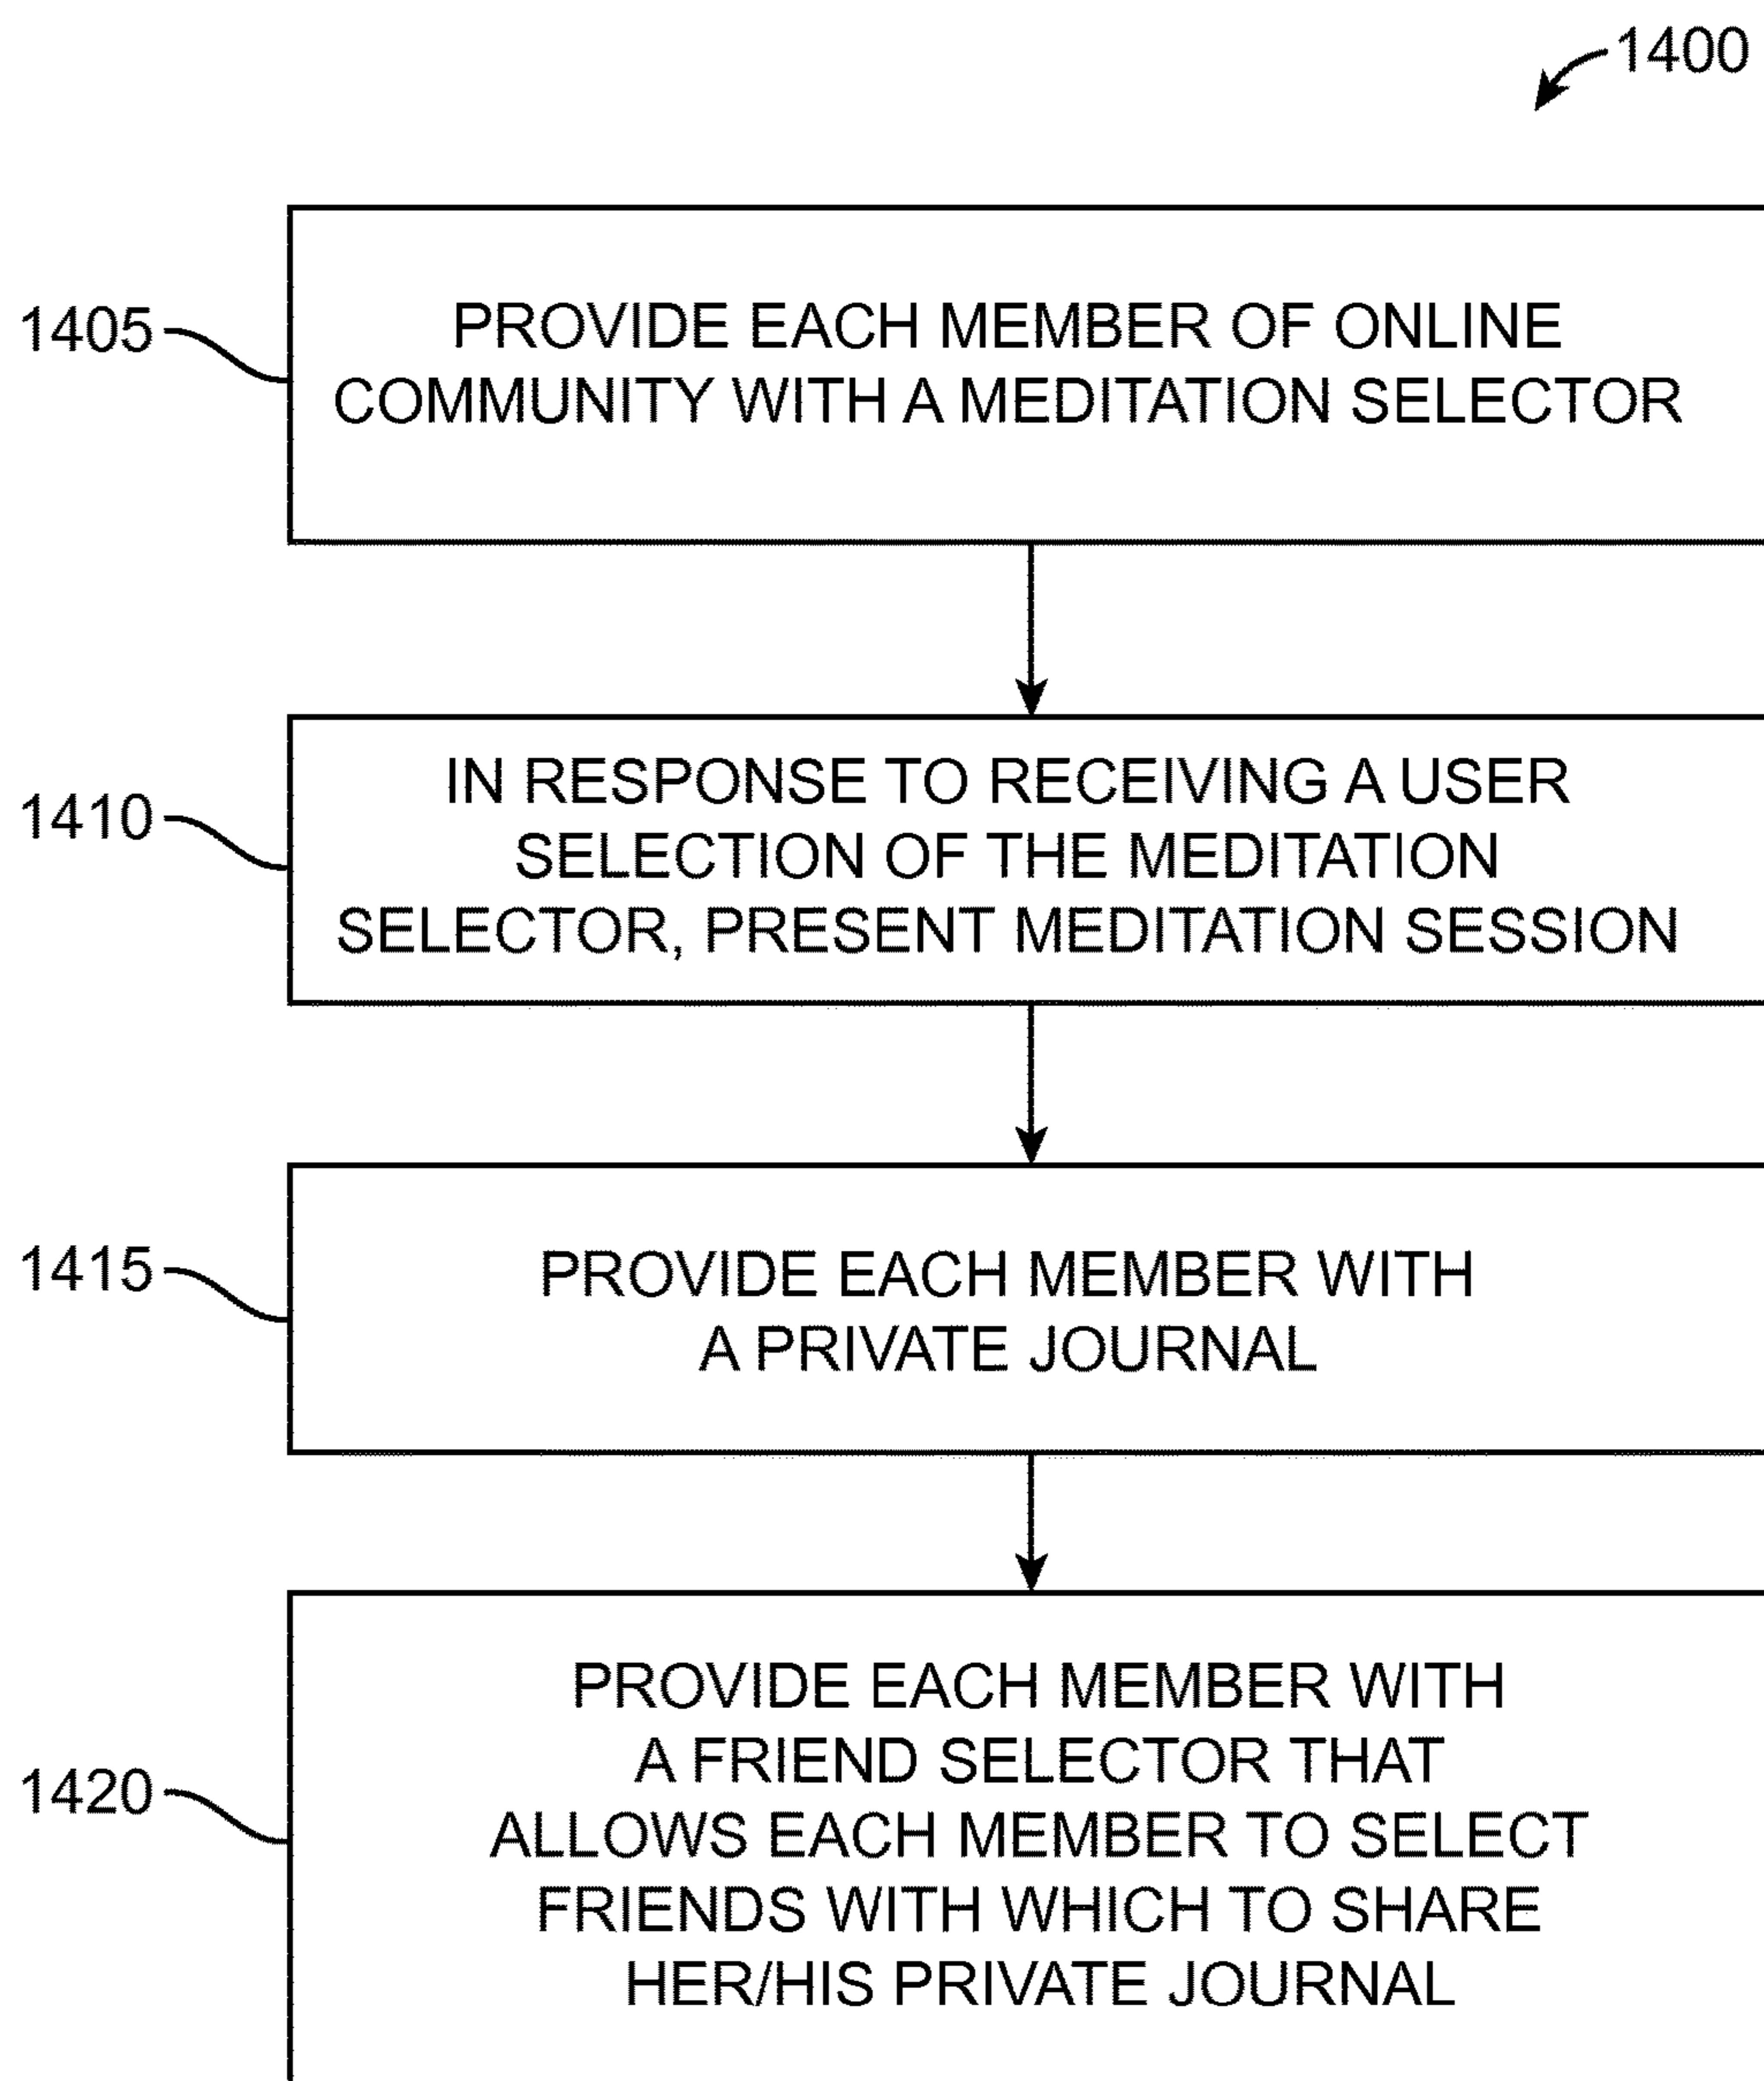 1400
1405
PROVIDE EACH MEMBER OF ONLINE
COMMUNITY WITH A MEDITATION SELECTOR
1410
IN RESPONSE TO RECEIVING A USER
SELECTION OF THE MEDITATION
SELECTOR, PRESENT MEDITATION SESSION
1415
PROVIDE EACH MEMBER WITH
A PRIVATE JOURNAL
1420
PROVIDE EACH MEMBER WITH
A FRIEND SELECTOR THAT
ALLOWS EACH MEMBER TO SELECT
FRIENDS WITH WHICH TO SHARE
HER/HIS PRIVATE JOURNAL